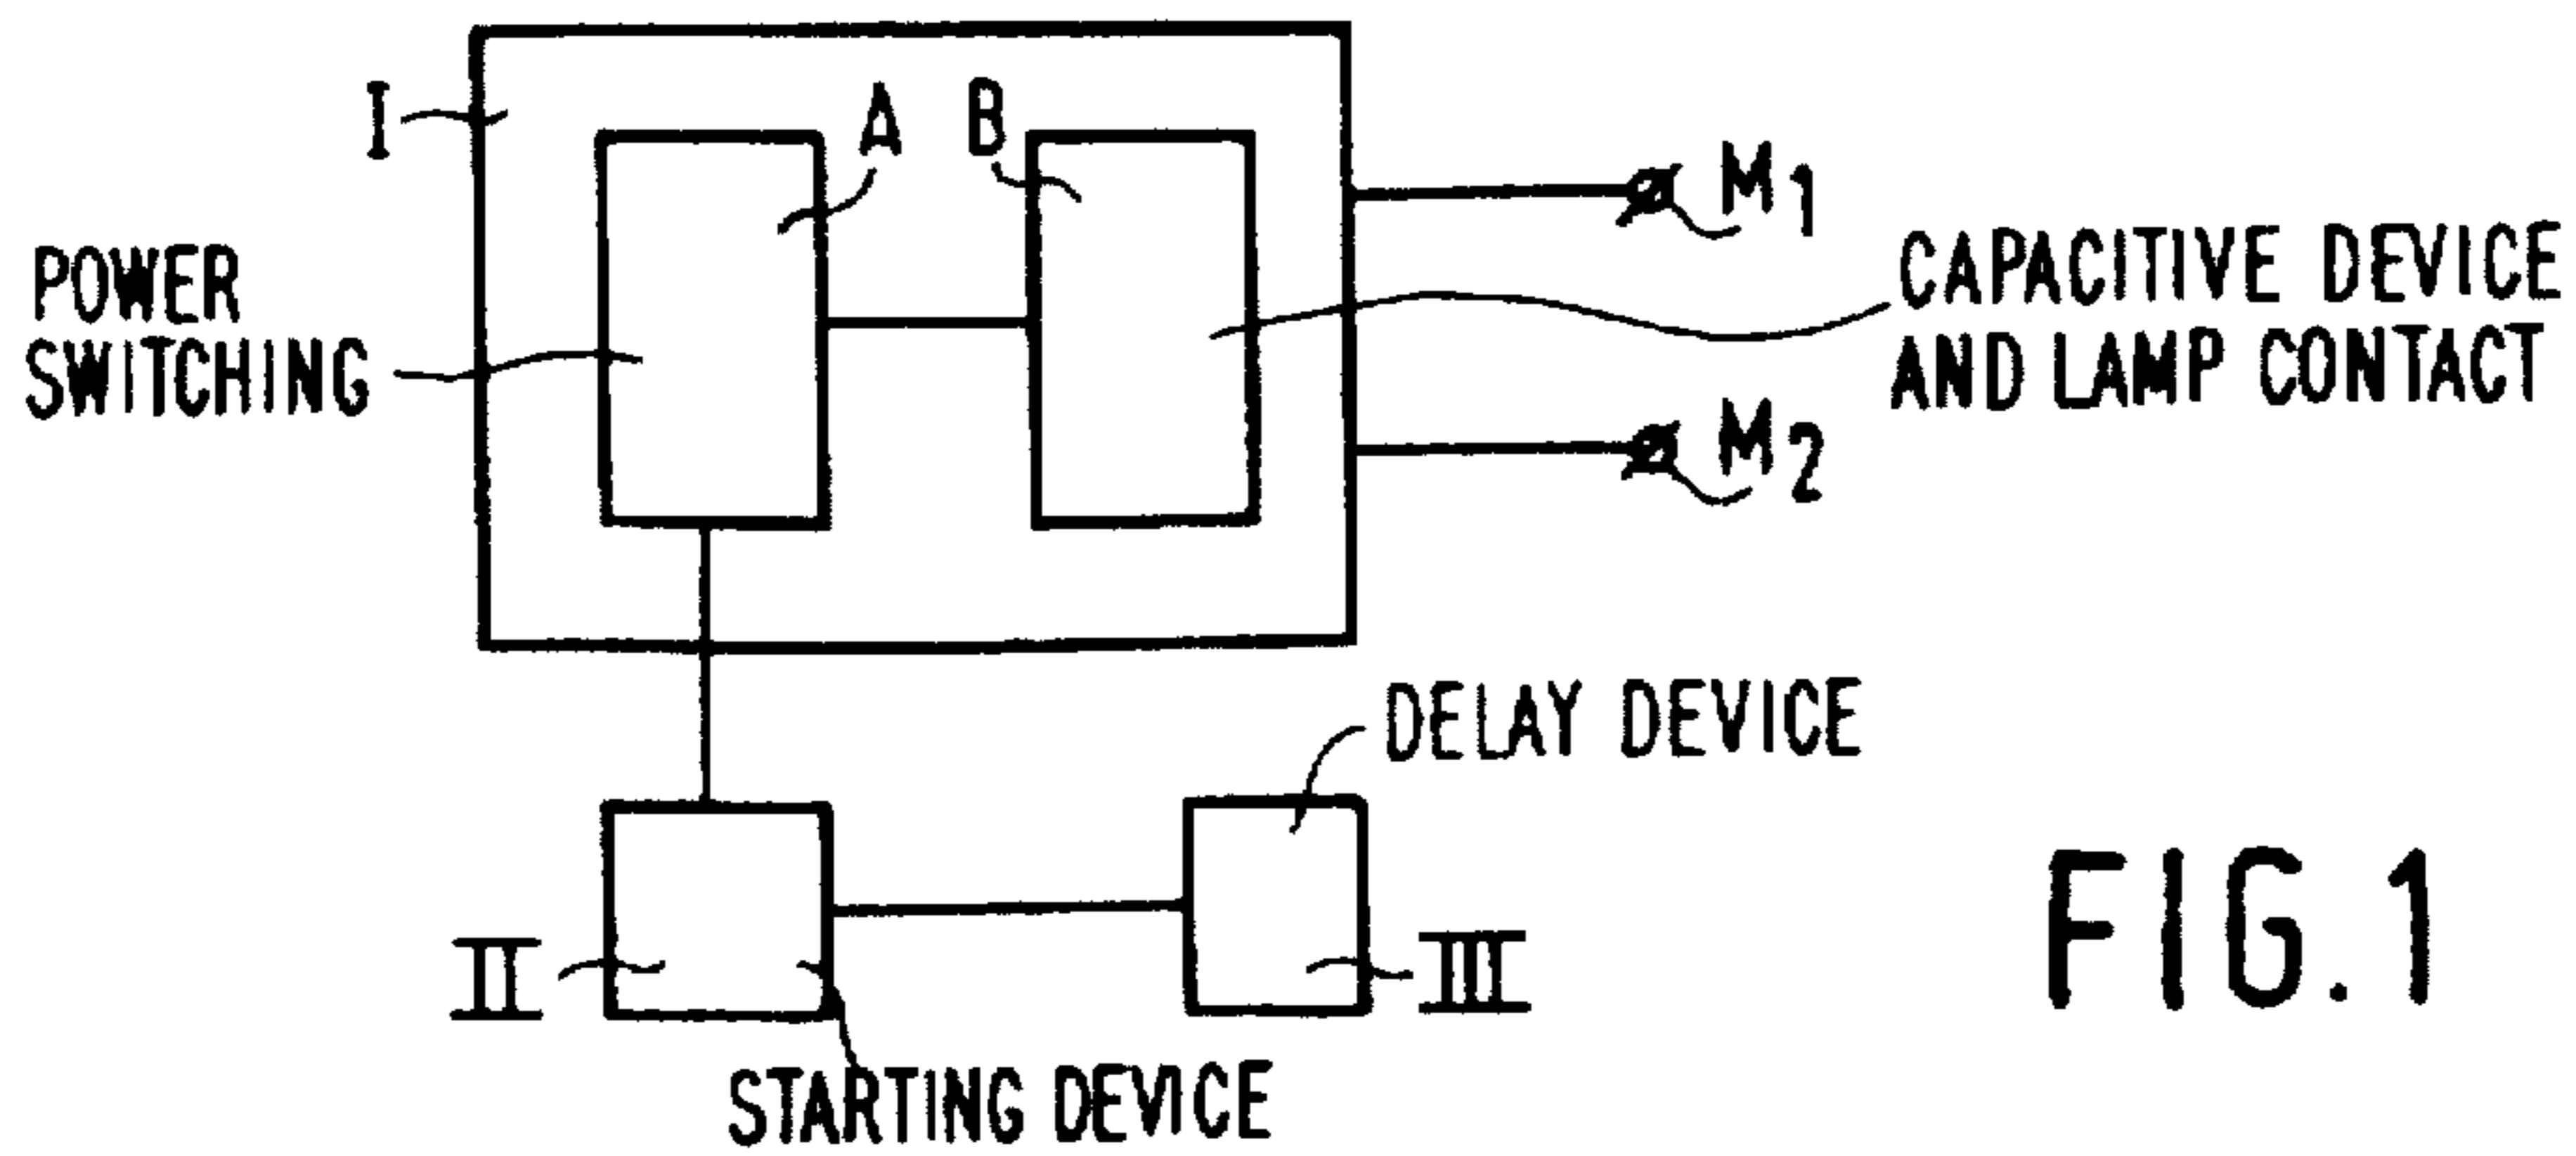 I
A
B
M1
POWER
SWITCHING
CAPACITIVE DEVICE
AND LAMP CONTACT
M2
DELAY DEVICE
II
III
STARTING DEVICE
FIG.1